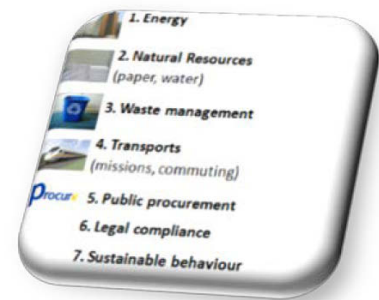 1. Energy
2. Natural Resources
(paper, water)
3. Waste management
4. Transports
(missions, commuting)
Procur
5. Public procurement
6. Legal compliance
7. Sustainable behaviour